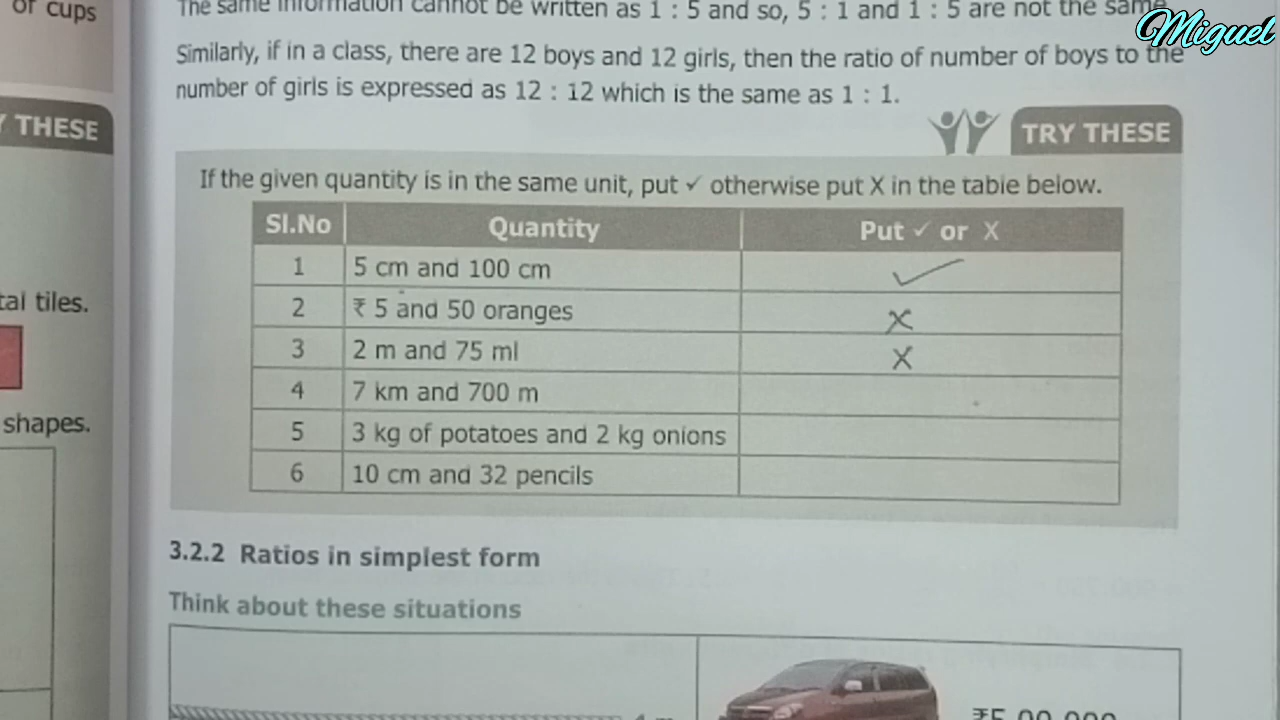 or cups
The same information cannot be written as 1 : 5 and so, 5 : 1 and 1 : 5 are not the same
Miguel
Similarly, if in a class, there are 12 boys and 12 girls, then the ratio of number of boys to the
number of girls is expressed as 12 : 12 which is the same as 1 : 1.
THESE
TRY THESE
If the given quantity is in the same unit, put ✓ otherwise put X in the table below.
Sl.No Quantity Put ✓ or X
1 5 cm and 100 cm ✓
2 ₹ 5 and 50 oranges X
3 2 m and 75 ml X
4 7 km and 700 m
5 3 kg of potatoes and 2 kg onions
6 10 cm and 32 pencils
tal tiles.
shapes.
3.2.2 Ratios in simplest form
Think about these situations
₹5,00,000